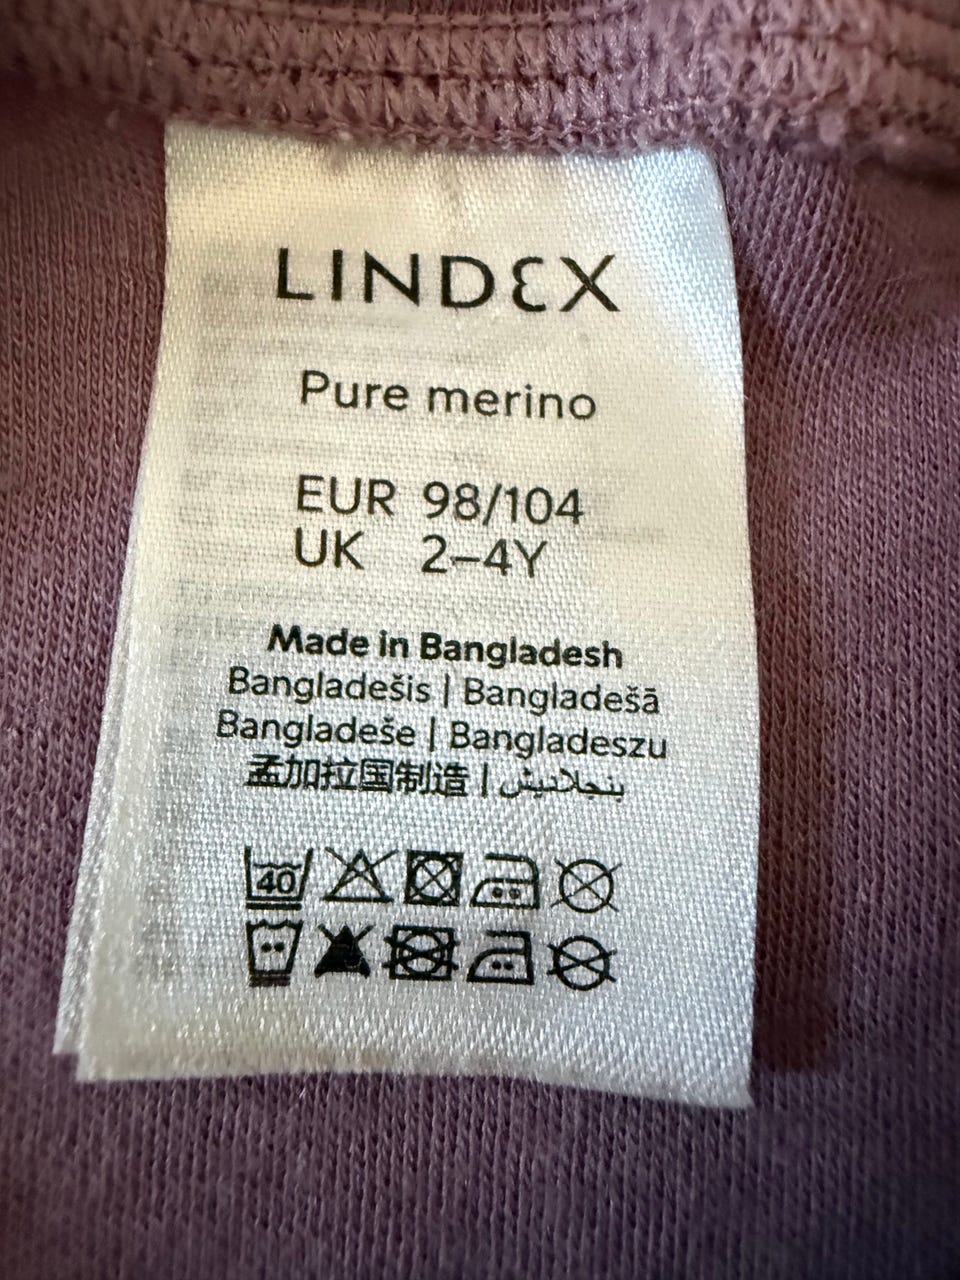 LINDEX
Pure merino
EUR 98/104
UK 2–4Y
Made in Bangladesh
Bangladešis | Bangladešā
Bangladeše | Bangladeszu
孟加拉国制造 | بنجلاديش
40